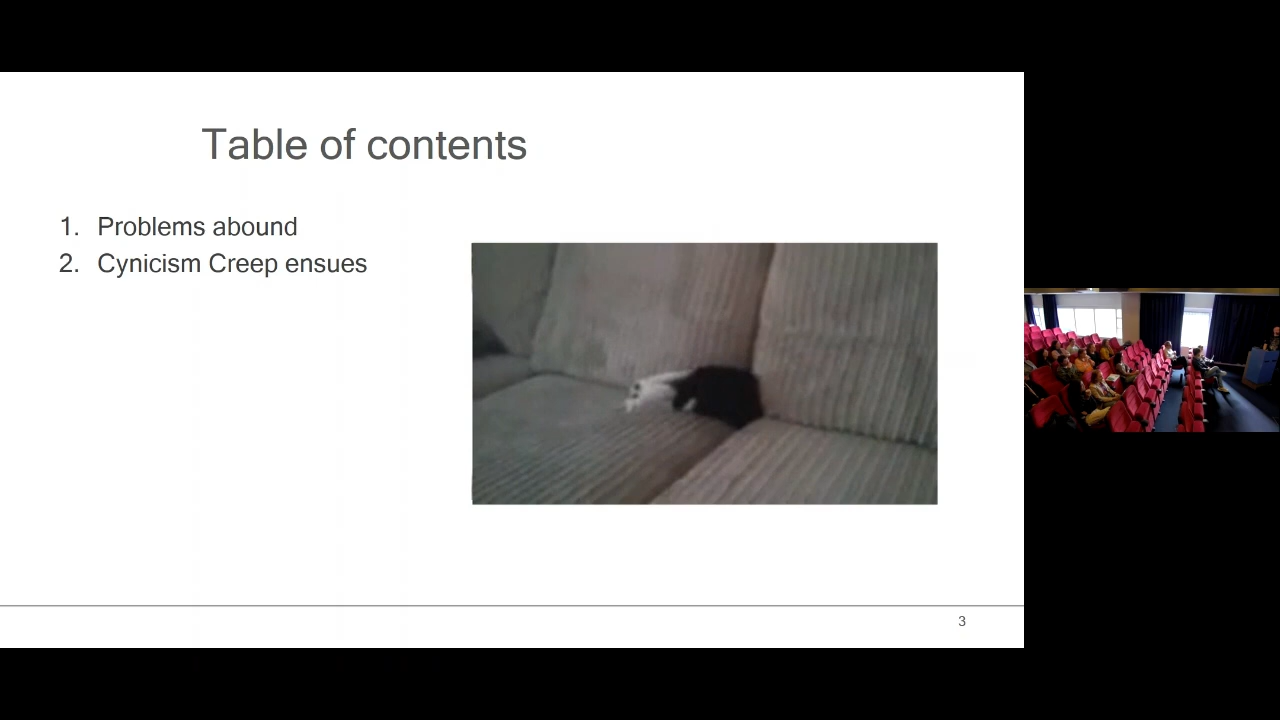 Table of contents
1. Problems abound
2. Cynicism Creep ensues
3